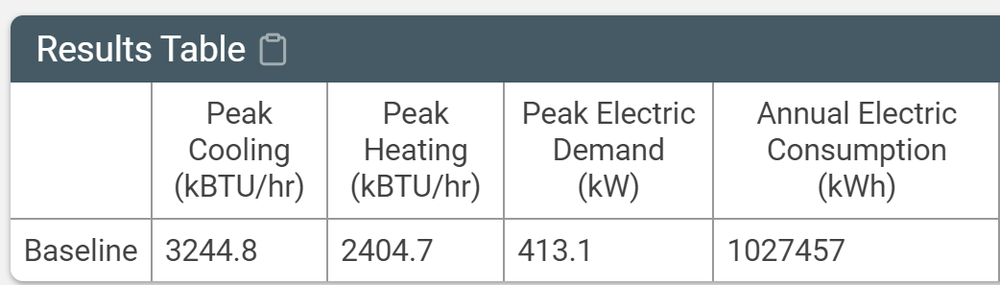 Results Table
Peak
Cooling
(kBTU/hr)
Peak
Heating
(kBTU/hr)
Peak Electric
Demand
(kW)
Annual Electric
Consumption
(kWh)
Baseline 3244.8 2404.7 413.1 1027457